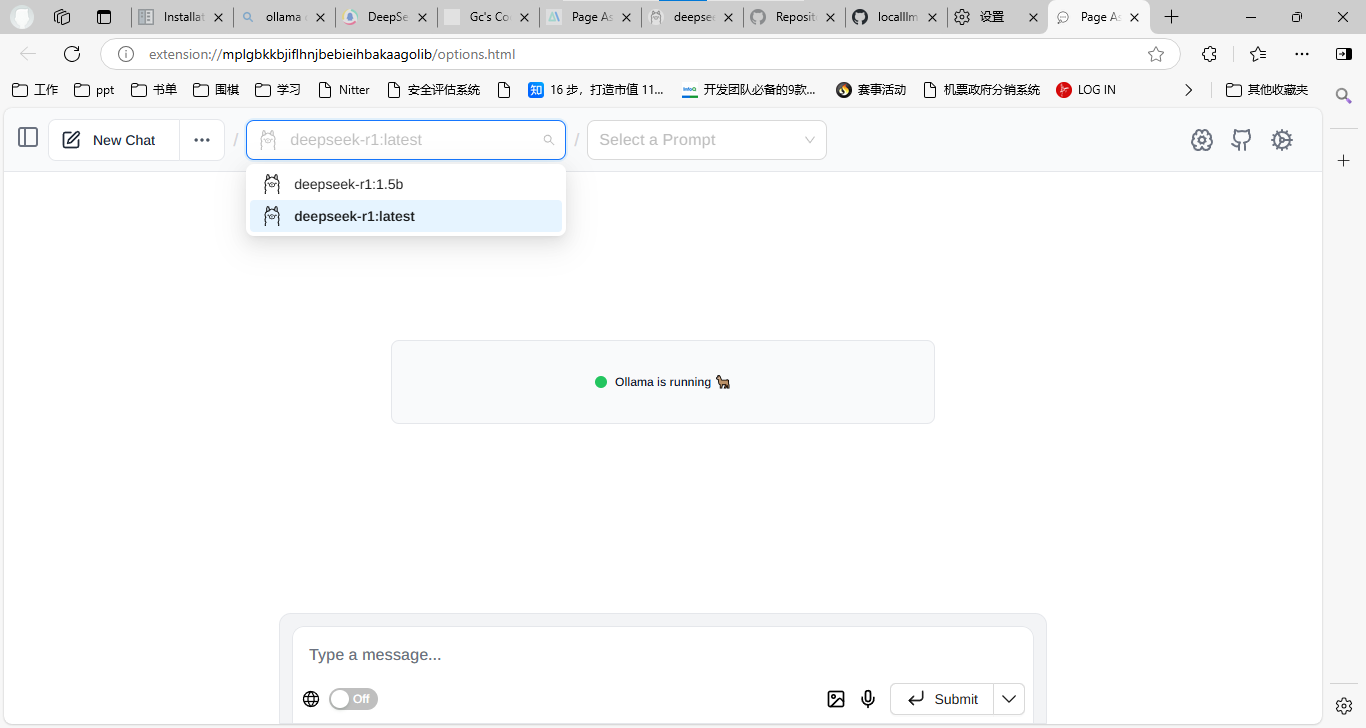 Installat
ollama
DeepSe
Gc's Co
Page As
deepsee
Reposit
localllm
设置
Page As
extension://mplgbkkbjiflhnjbebieihbakaagolib/options.html
工作
ppt
书单
围棋
学习
Nitter
安全评估系统
知 16 步，打造市值 11...
InfoQ 开发团队必备的9款...
赛事活动
机票政府分销系统
LOG IN
其他收藏夹
New Chat
/
deepseek-r1:latest
/
Select a Prompt
deepseek-r1:1.5b
deepseek-r1:latest
Ollama is running
Type a message...
Off
Submit